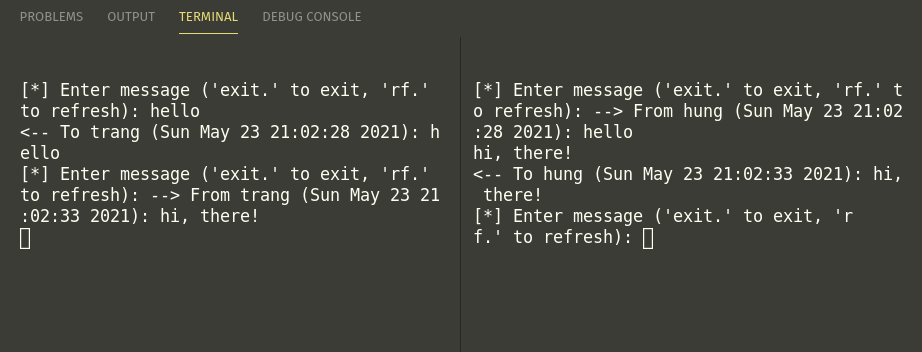 PROBLEMS OUTPUT TERMINAL DEBUG CONSOLE
[*] Enter message ('exit.' to exit, 'rf.'
to refresh): hello
<-- To trang (Sun May 23 21:02:28 2021): h
ello
[*] Enter message ('exit.' to exit, 'rf.'
to refresh): --> From trang (Sun May 23 21
:02:33 2021): hi, there!
[*] Enter message ('exit.' to exit, 'rf.' t
o refresh): --> From hung (Sun May 23 21:02
:28 2021): hello
hi, there!
<-- To hung (Sun May 23 21:02:33 2021): hi,
 there!
[*] Enter message ('exit.' to exit, 'r
f.' to refresh):